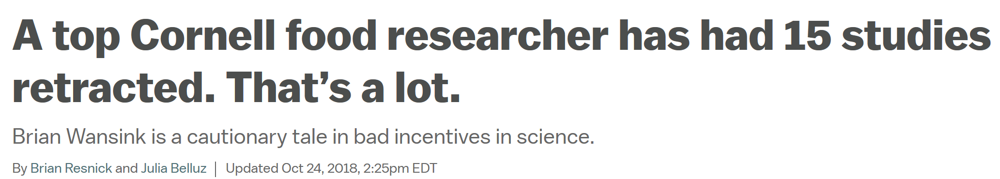 A top Cornell food researcher has had 15 studies
retracted. That’s a lot.
Brian Wansink is a cautionary tale in bad incentives in science.
By Brian Resnick and Julia Belluz | Updated Oct 24, 2018, 2:25pm EDT